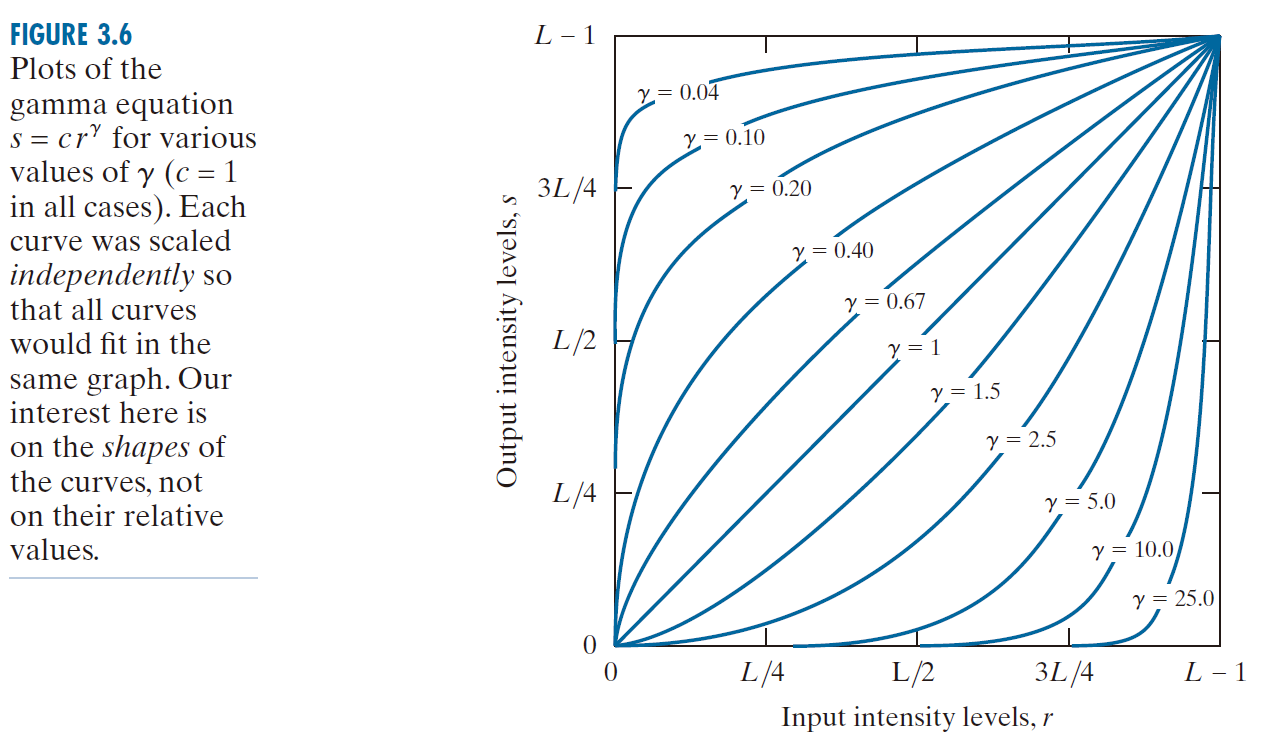 FIGURE 3.6
Plots of the
gamma equation
s = c r^γ for various
values of γ (c = 1
in all cases). Each
curve was scaled
independently so
that all curves
would fit in the
same graph. Our
interest here is
on the shapes of
the curves, not
on their relative
values.
L − 1
3L/4
L/2
L/4
0
Output intensity levels, s
γ = 0.04
γ = 0.10
γ = 0.20
γ = 0.40
γ = 0.67
γ = 1
γ = 1.5
γ = 2.5
γ = 5.0
γ = 10.0
γ = 25.0
0 L/4 L/2 3L/4 L − 1
Input intensity levels, r